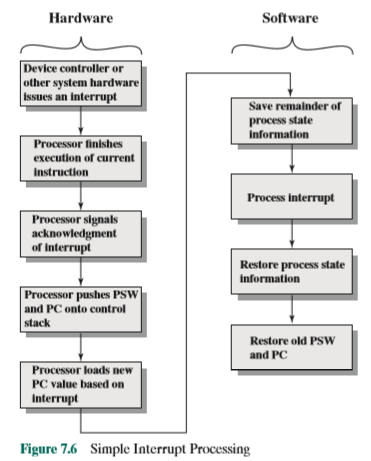 Hardware
Device controller or
other system hardware
issues an interrupt
Processor finishes
execution of current
instruction
Processor signals
acknowledgment
of interrupt
Processor pushes PSW
and PC onto control
stack
Processor loads new
PC value based on
interrupt
Software
Save remainder of
process state
information
Process interrupt
Restore process state
information
Restore old PSW
and PC
Figure 7.6 Simple Interrupt Processing